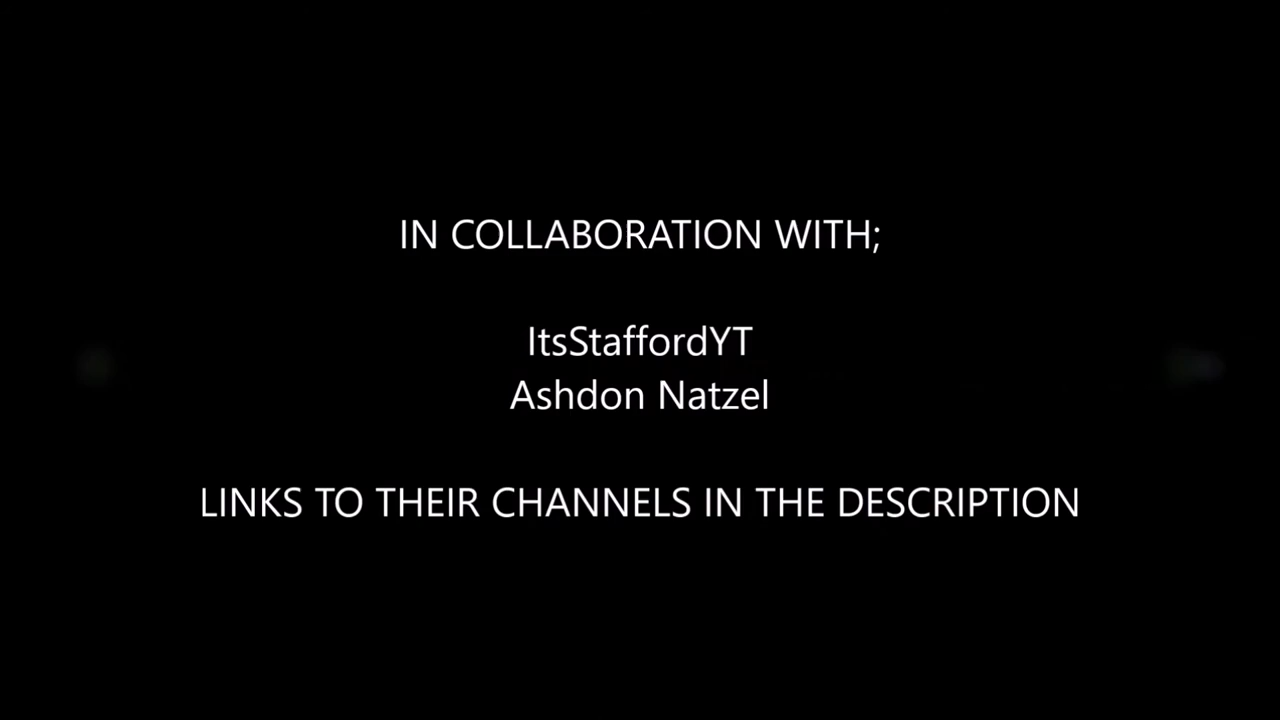 IN COLLABORATION WITH;
ItsStaffordYT
Ashdon Natzel
LINKS TO THEIR CHANNELS IN THE DESCRIPTION